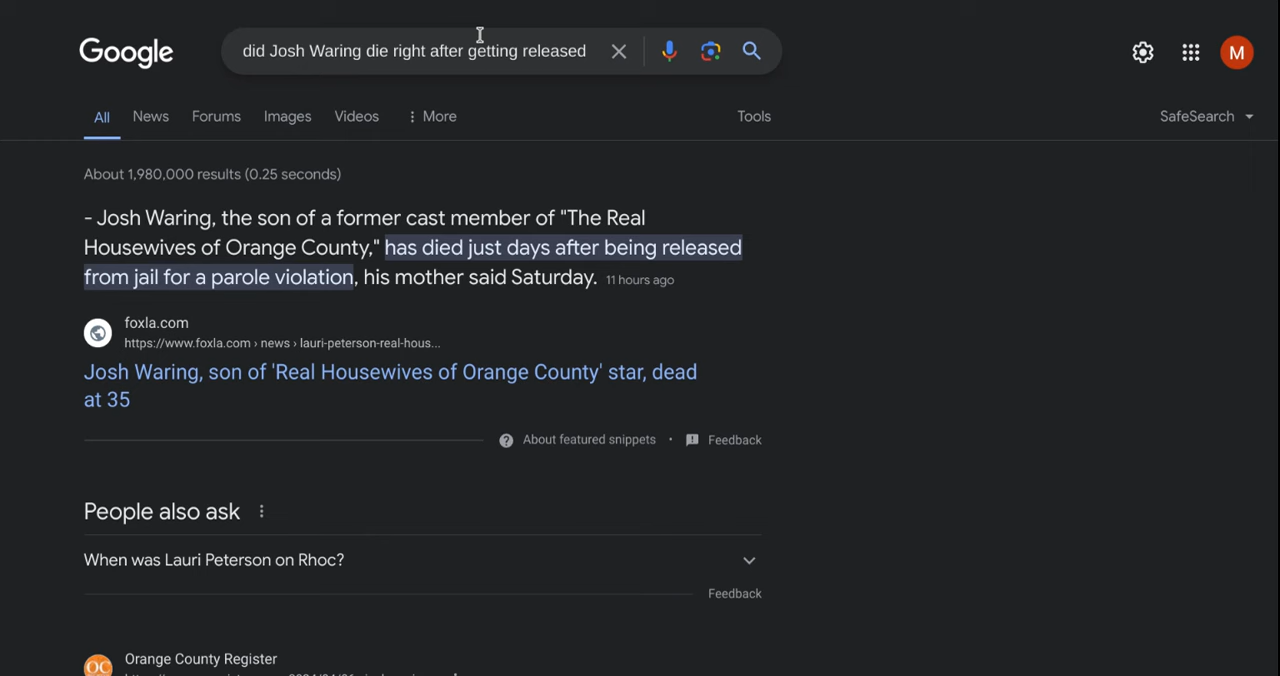 Google
did Josh Waring die right after getting released
M
All
News
Forums
Images
Videos
More
Tools
SafeSearch
About 1,980,000 results (0.25 seconds)
- Josh Waring, the son of a former cast member of "The Real
Housewives of Orange County," has died just days after being released
from jail for a parole violation, his mother said Saturday. 11 hours ago
foxla.com
https://www.foxla.com › news › lauri-peterson-real-hous...
Josh Waring, son of 'Real Housewives of Orange County' star, dead
at 35
About featured snippets • Feedback
People also ask
When was Lauri Peterson on Rhoc?
Feedback
OC
Orange County Register